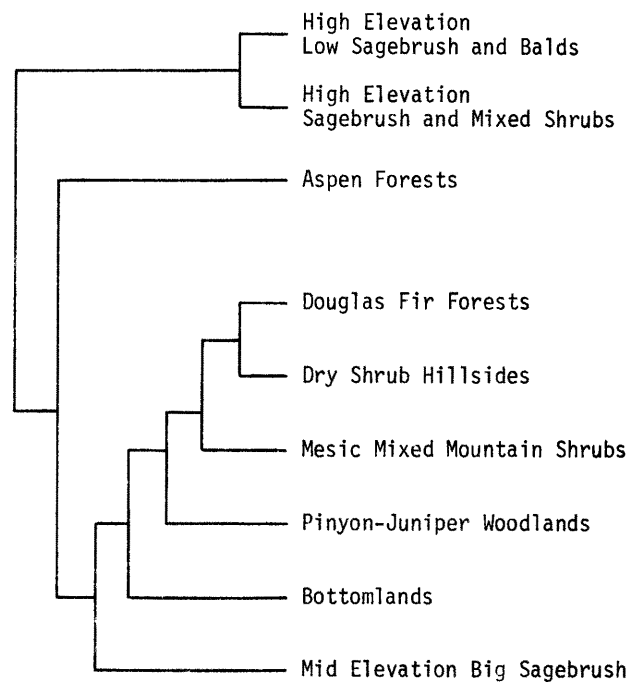 High Elevation
Low Sagebrush and Balds
High Elevation
Sagebrush and Mixed Shrubs
Aspen Forests
Douglas Fir Forests
Dry Shrub Hillsides
Mesic Mixed Mountain Shrubs
Pinyon-Juniper Woodlands
Bottomlands
Mid Elevation Big Sagebrush